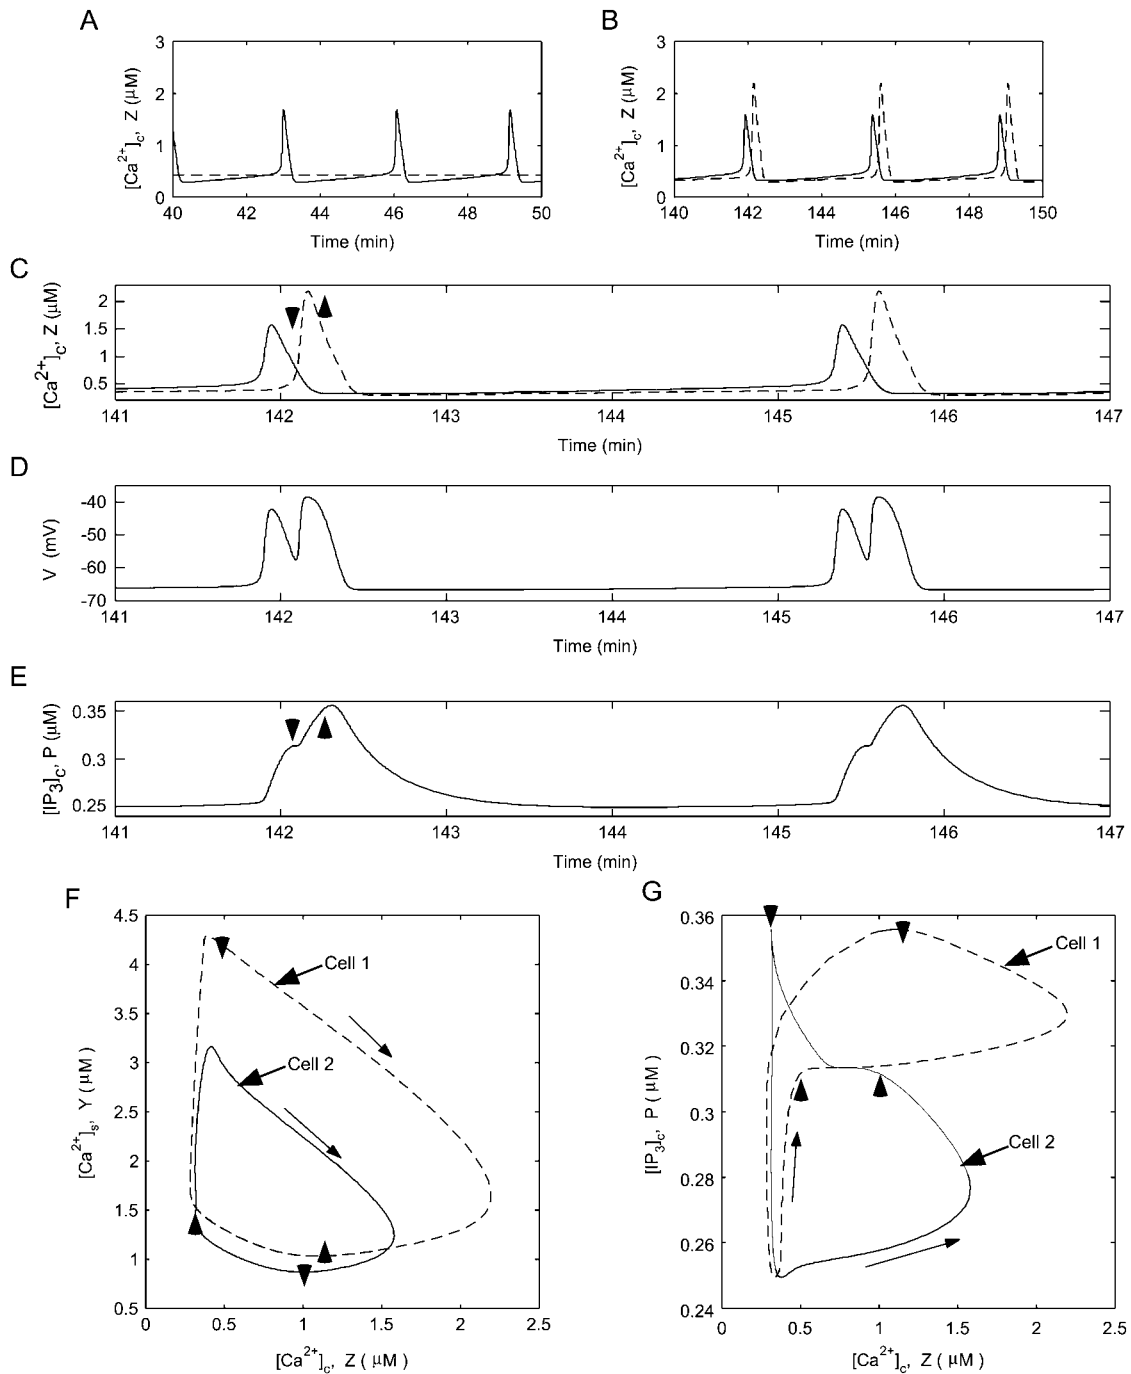 A
3
2
1
0
[Ca2+]c, Z (μM)
40 42 44 46 48 50
Time (min)
B
3
2
1
0
[Ca2+]c, Z (μM)
140 142 144 146 148 150
Time (min)
C
2
1.5
1
0.5
[Ca2+]c, Z (μM)
141 142 143 144 145 146 147
Time (min)
D
-40
-50
-60
-70
V (mV)
141 142 143 144 145 146 147
Time (min)
E
0.35
0.3
0.25
[IP3]c, P (μM)
141 142 143 144 145 146 147
Time (min)
F
4.5
4
3.5
3
2.5
2
1.5
1
0.5
[Ca2+]s, Y (μM)
Cell 1
Cell 2
0 0.5 1 1.5 2 2.5
[Ca2+]c, Z (μM)
G
0.36
0.34
0.32
0.3
0.28
0.26
0.24
[IP3]c, P (μM)
Cell 1
Cell 2
0 0.5 1 1.5 2 2.5
[Ca2+]c, Z (μM)